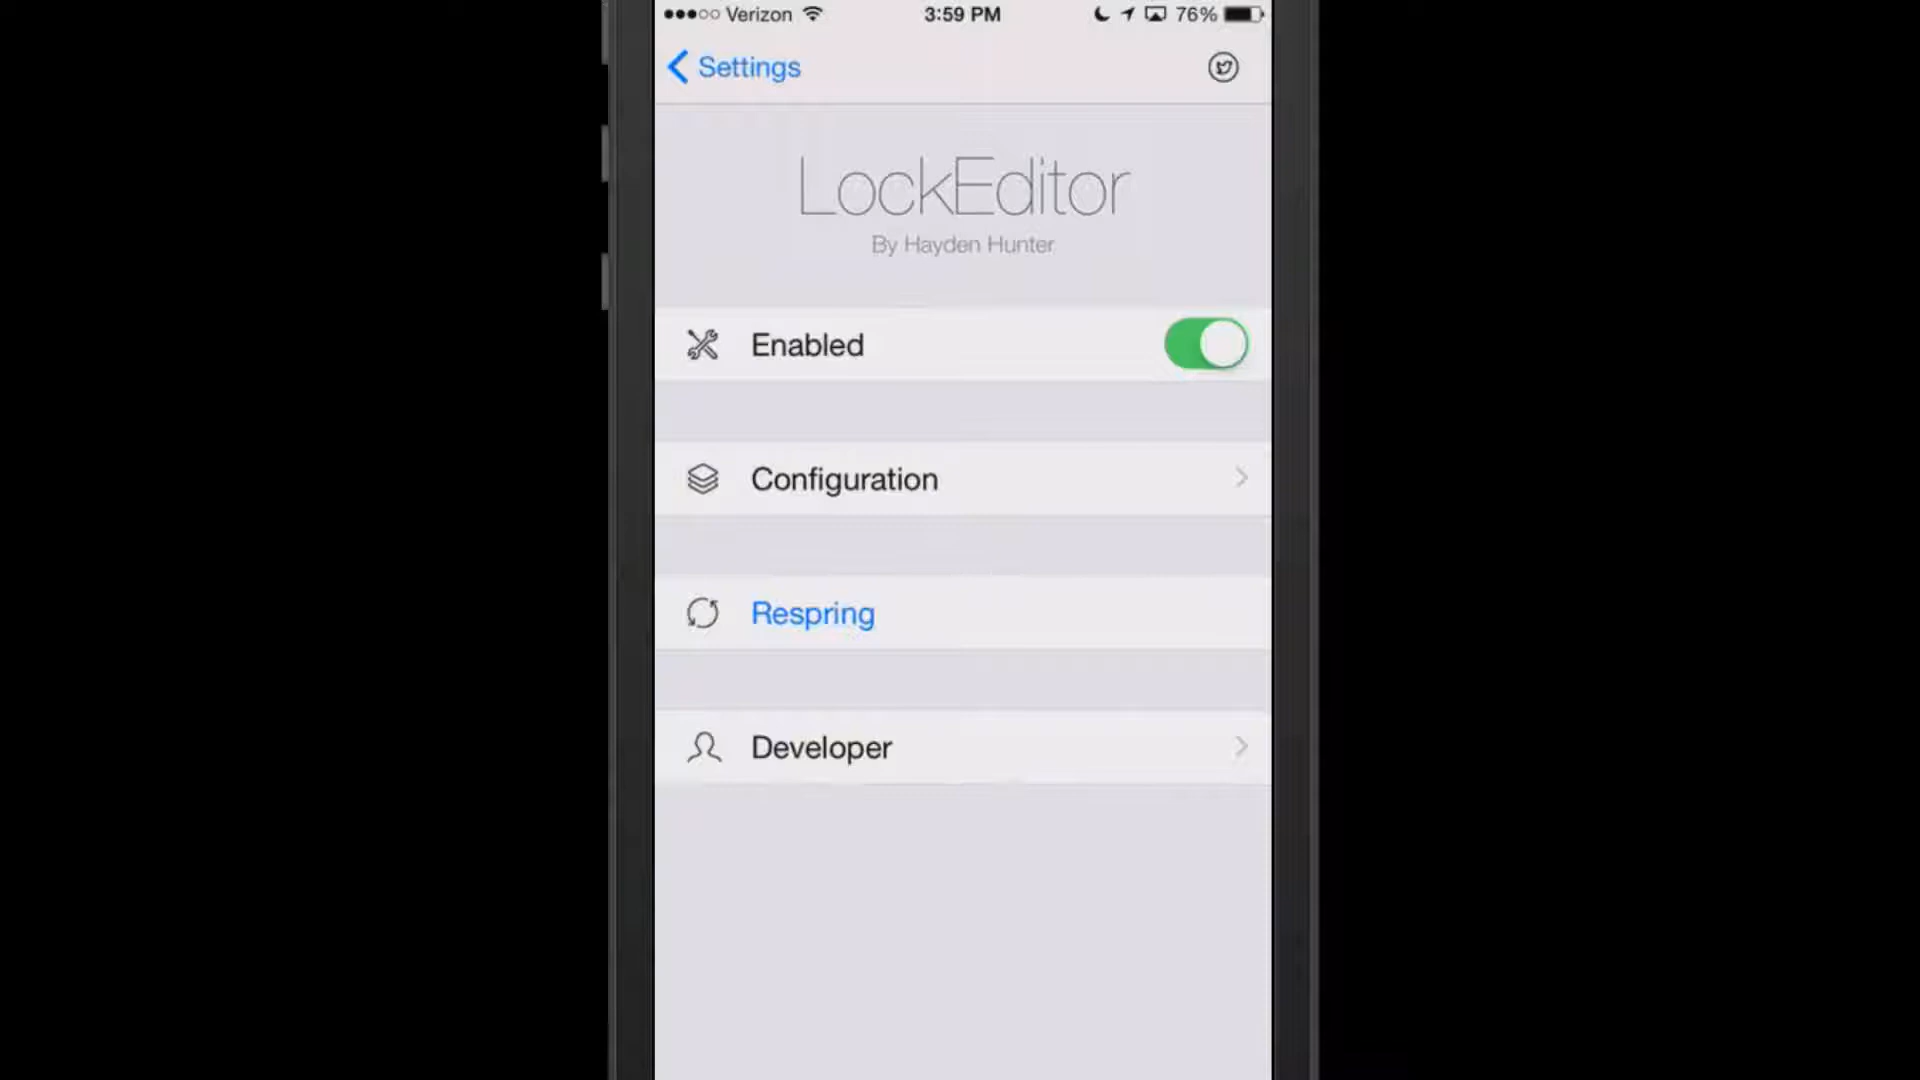 Verizon 3:59 PM 76%
Settings
LockEditor
By Hayden Hunter
Enabled
Configuration
Respring
Developer